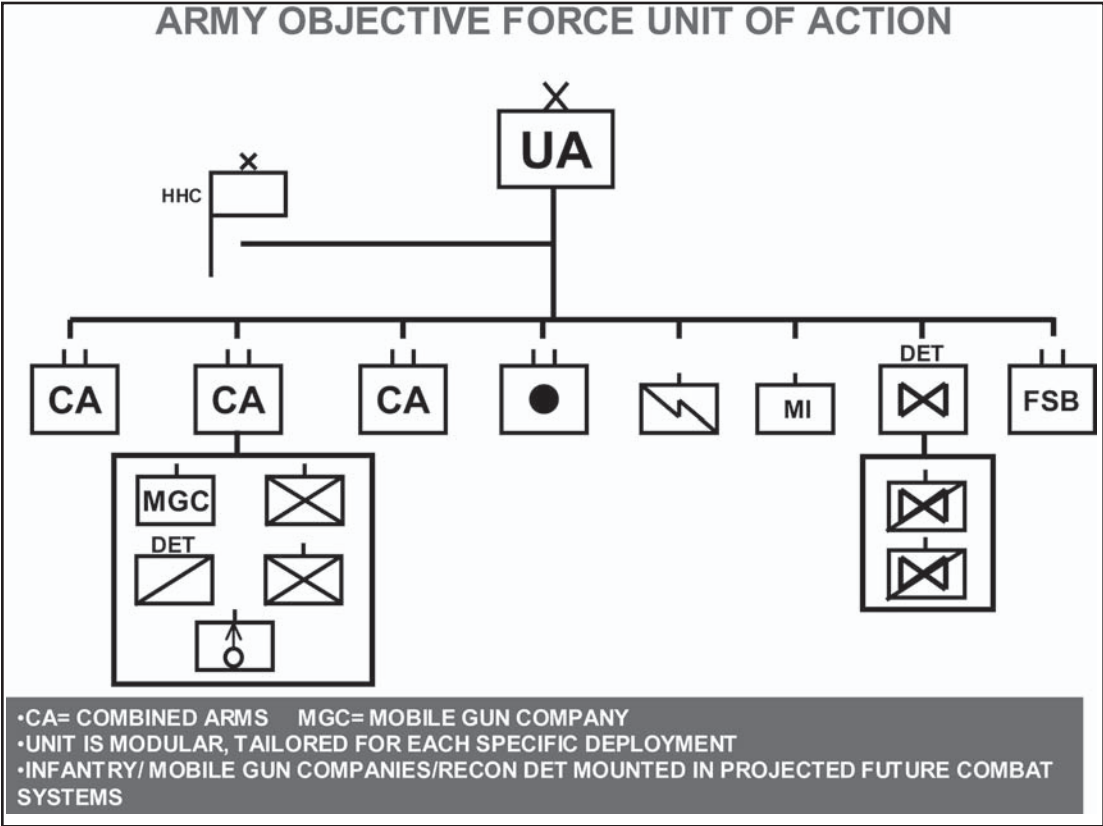 ARMY OBJECTIVE FORCE UNIT OF ACTION
UA
HHC
DET
CA
CA
CA
MI
FSB
MGC
DET
•CA= COMBINED ARMS MGC= MOBILE GUN COMPANY
•UNIT IS MODULAR, TAILORED FOR EACH SPECIFIC DEPLOYMENT
•INFANTRY/ MOBILE GUN COMPANIES/RECON DET MOUNTED IN PROJECTED FUTURE COMBAT
SYSTEMS